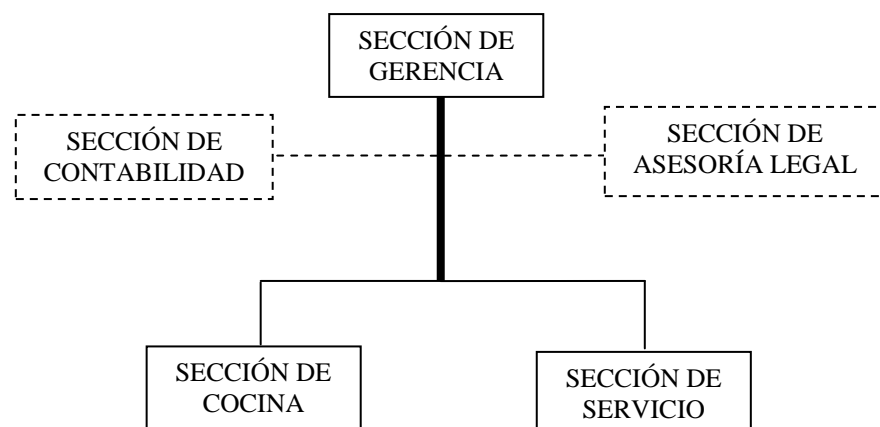 SECCIÓN DE
GERENCIA
SECCIÓN DE
CONTABILIDAD
SECCIÓN DE
ASESORÍA LEGAL
SECCIÓN DE
COCINA
SECCIÓN DE
SERVICIO